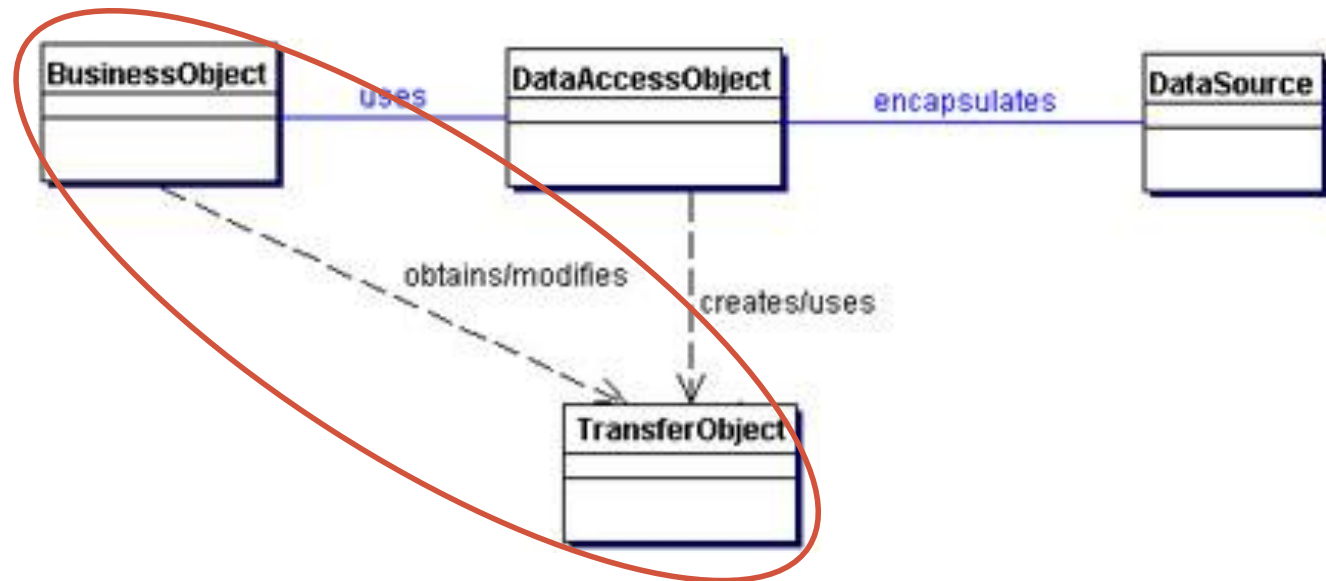 BusinessObject
uses
DataAccessObject
encapsulates
DataSource
obtains/modifies
creates/uses
TransferObject